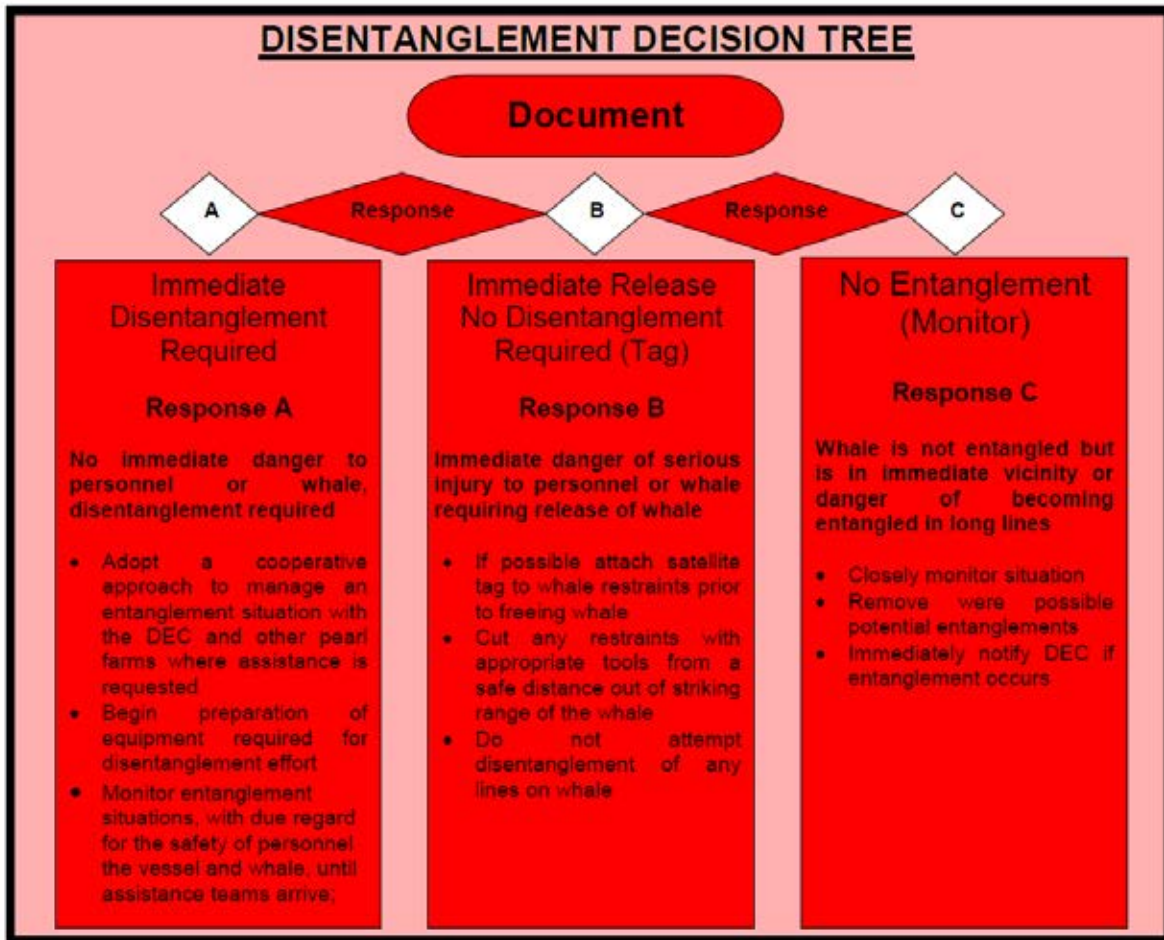 DISENTANGLEMENT DECISION TREE
Document
A
Response
B
Response
C
Immediate
Disentanglement
Required
Response A
No immediate danger to
personnel or whale,
disentanglement required
• Adopt a cooperative
approach to manage an
entanglement situation with
the DEC and other pearl
farms where assistance is
requested
• Begin preparation of
equipment required for
disentanglement effort
• Monitor entanglement
situations, with due regard
for the safety of personnel
the vessel and whale, until
assistance teams arrive;
Immediate Release
No Disentanglement
Required (Tag)
Response B
Immediate danger of serious
injury to personnel or whale
requiring release of whale
• If possible attach satellite
tag to whale restraints prior
to freeing whale
• Cut any restraints with
appropriate tools from a
safe distance out of striking
range of the whale
• Do not attempt
disentanglement of any
lines on whale
No Entanglement
(Monitor)
Response C
Whale is not entangled but
is in immediate vicinity or
danger of becoming
entangled in long lines
• Closely monitor situation
• Remove were possible
potential entanglements
• Immediately notify DEC if
entanglement occurs